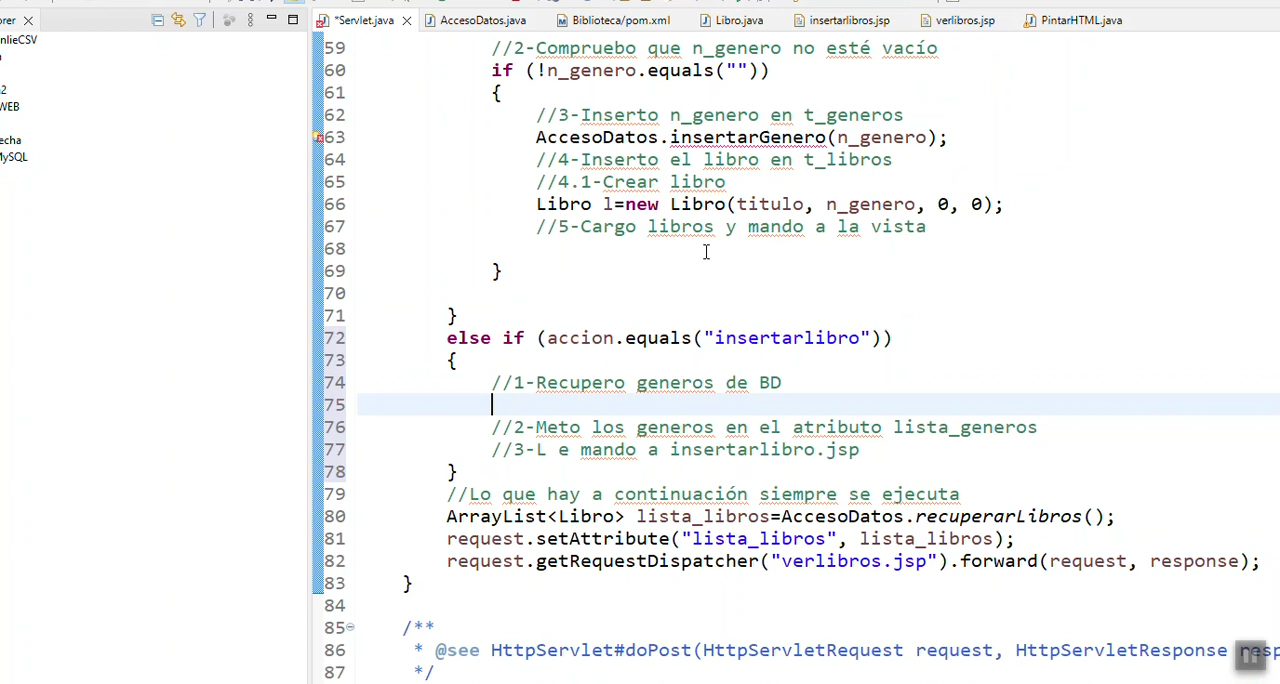 orer
*Servlet.java
AccesoDatos.java
Biblioteca/pom.xml
Libro.java
insertarlibros.jsp
verlibros.jsp
PintarHTML.java
nlieCSV
a2
WEB
echa
MySQL
59 //2-Compruebo que n_genero no esté vacío
60 if (!n_genero.equals(""))
61 {
62 //3-Inserto n_genero en t_generos
63 AccesoDatos.insertarGenero(n_genero);
64 //4-Inserto el libro en t_libros
65 //4.1-Crear libro
66 Libro l=new Libro(titulo, n_genero, 0, 0);
67 //5-Cargo libros y mando a la vista
68
69 }
70
71 }
72 else if (accion.equals("insertarlibro"))
73 {
74 //1-Recupero generos de BD
75
76 //2-Meto los generos en el atributo lista_generos
77 //3-L e mando a insertarlibro.jsp
78 }
79 //Lo que hay a continuación siempre se ejecuta
80 ArrayList<Libro> lista_libros=AccesoDatos.recuperarLibros();
81 request.setAttribute("lista_libros", lista_libros);
82 request.getRequestDispatcher("verlibros.jsp").forward(request, response);
83 }
84
85 /**
86 * @see HttpServlet#doPost(HttpServletRequest request, HttpServletResponse resp
87 */